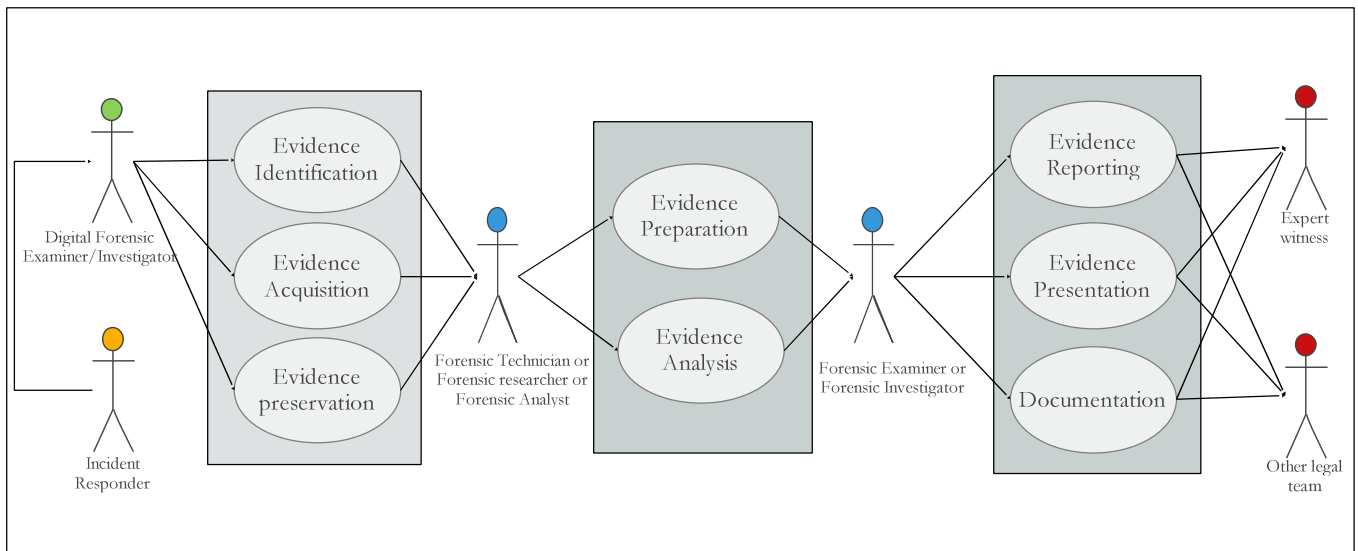 Digital Forensic
Examiner/Investigator
Incident
Responder
Evidence
Identification
Evidence
Acquisition
Evidence
preservation
Forensic Technician or
Forensic researcher or
Forensic Analyst
Evidence
Preparation
Evidence
Analysis
Forensic Examiner or
Forensic Investigator
Evidence
Reporting
Evidence
Presentation
Documentation
Expert
witness
Other legal
team